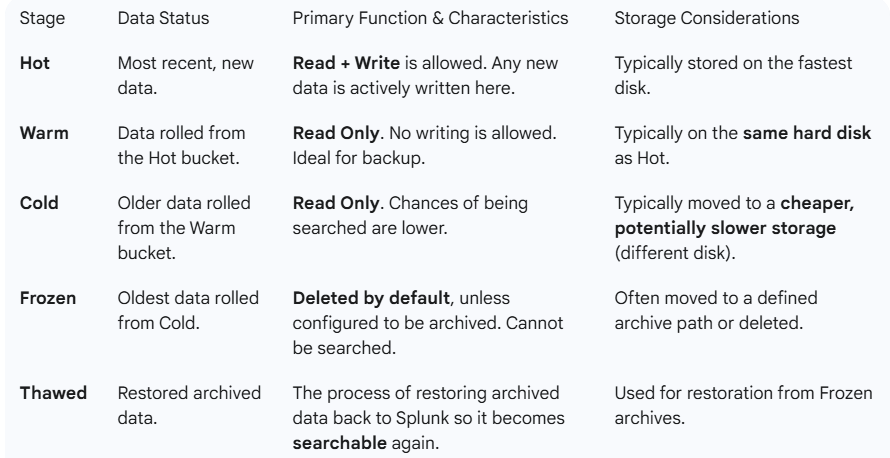 Stage Data Status Primary Function & Characteristics Storage Considerations
Hot Most recent, new Read + Write is allowed. Any new Typically stored on the fastest
data. data is actively written here. disk.
Warm Data rolled from Read Only. No writing is allowed. Typically on the same hard disk
the Hot bucket. Ideal for backup. as Hot.
Cold Older data rolled Read Only. Chances of being Typically moved to a cheaper,
from the Warm searched are lower. potentially slower storage
bucket. (different disk).
Frozen Oldest data rolled Deleted by default, unless Often moved to a defined
from Cold. configured to be archived. Cannot archive path or deleted.
be searched.
Thawed Restored archived The process of restoring archived Used for restoration from Frozen
data. data back to Splunk so it becomes archives.
searchable again.